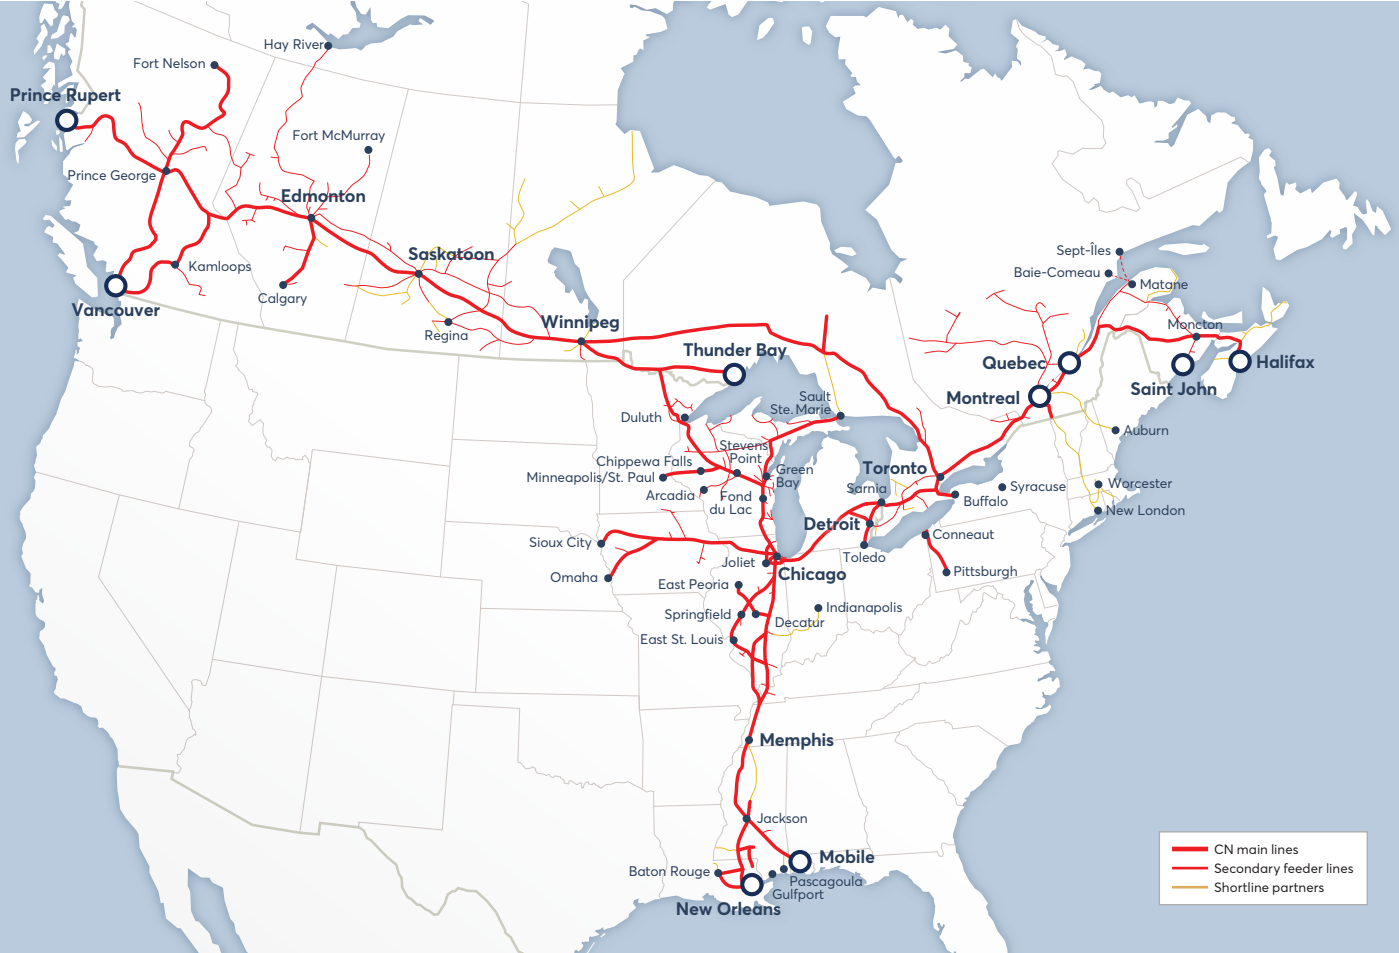 Hay River
Fort Nelson
Prince Rupert
Fort McMurray
Prince George
Edmonton
Saskatoon
Kamloops
Calgary
Vancouver
Regina
Winnipeg
Thunder Bay
Sept-Îles
Baie-Comeau
Matane
Moncton
Quebec
Halifax
Saint John
Montreal
Auburn
Sault
Ste. Marie
Duluth
Stevens
Point
Chippewa Falls
Minneapolis/St. Paul
Green
Bay
Arcadia
Fond
du Lac
Toronto
Sarnia
Syracuse
Worcester
Buffalo
New London
Detroit
Conneaut
Toledo
Pittsburgh
Sioux City
Omaha
Joliet
Chicago
East Peoria
Springfield
Decatur
Indianapolis
East St. Louis
Memphis
Jackson
Mobile
Baton Rouge
Pascagoula
Gulfport
New Orleans
CN main lines
Secondary feeder lines
Shortline partners